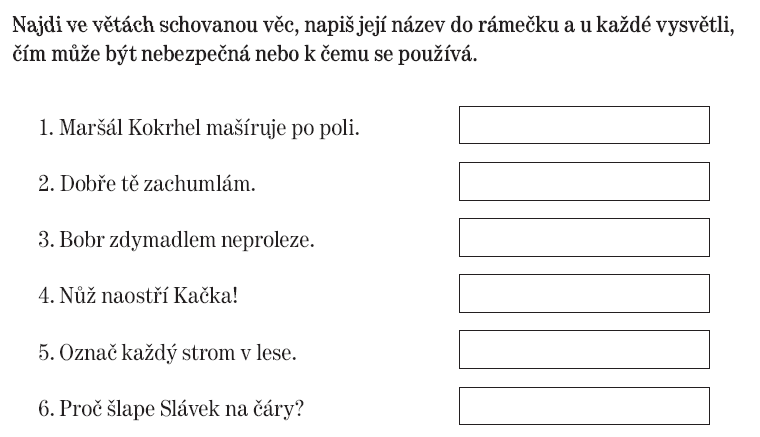 Najdi ve větách schovanou věc, napiš její název do rámečku a u každé vysvětli,
čím může být nebezpečná nebo k čemu se používá.
1. Maršál Kokrhel mašíruje po poli.
2. Dobře tě zachumlám.
3. Bobr zdymadlem neproleze.
4. Nůž naostří Kačka!
5. Označ každý strom v lese.
6. Proč šlape Slávek na čáry?